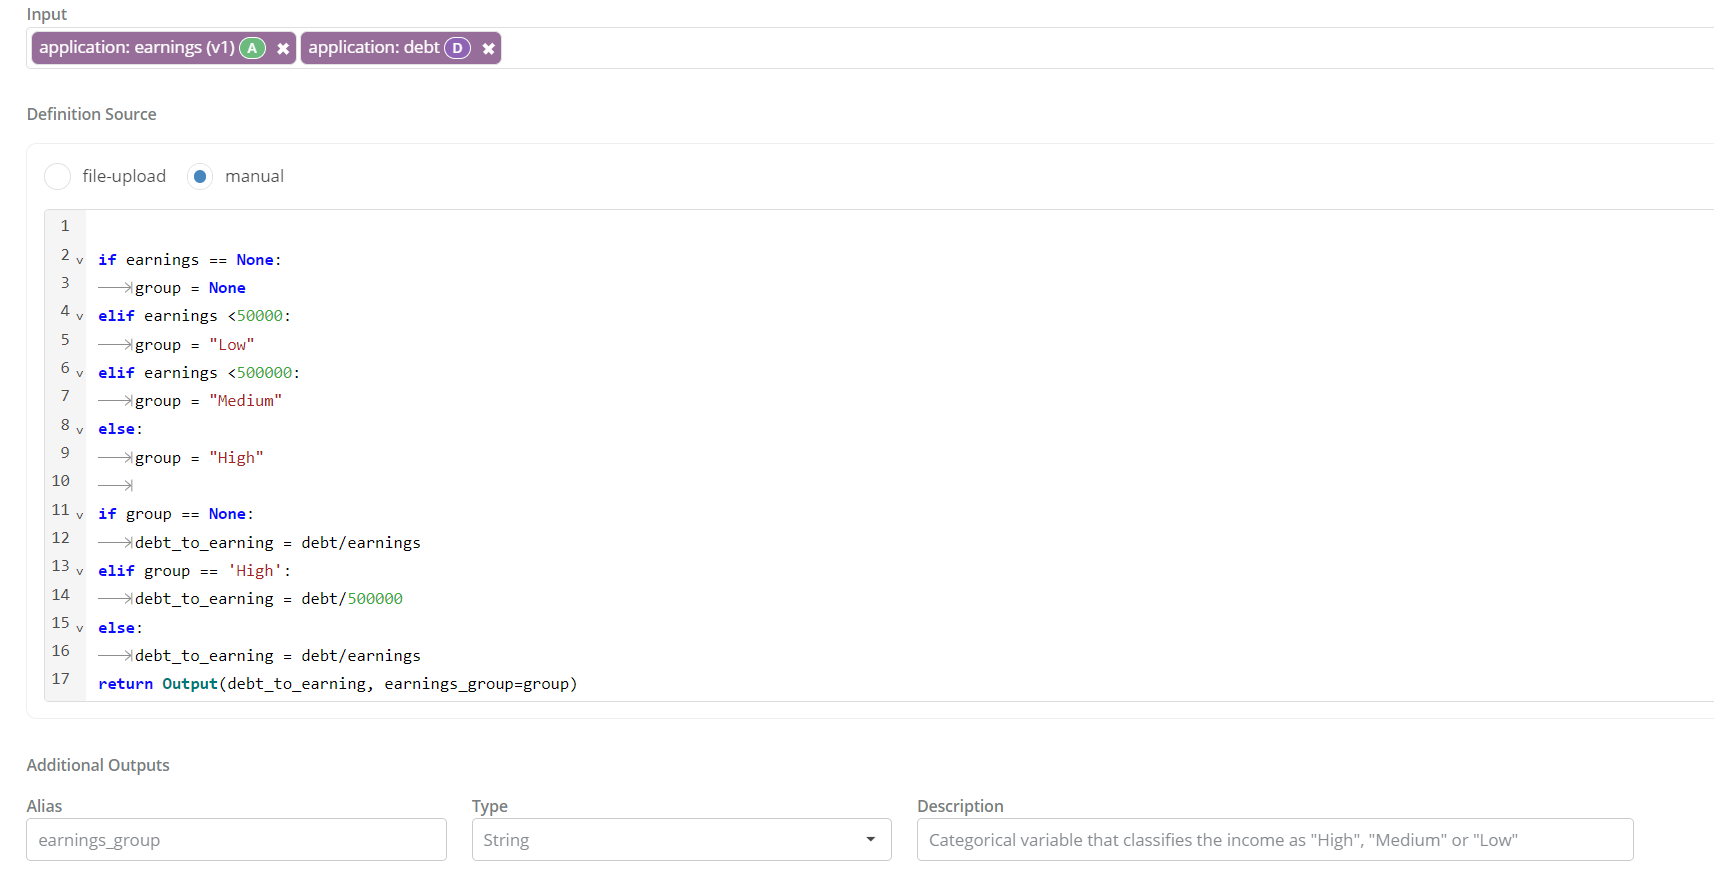 Input
application: earnings (v1) A ✖ application: debt D ✖
Definition Source
file-upload manual
1
2 v if earnings == None:
3 group = None
4 v elif earnings <50000:
5 group = "Low"
6 v elif earnings <500000:
7 group = "Medium"
8 v else:
9 group = "High"
10
11 v if group == None:
12 debt_to_earning = debt/earnings
13 v elif group == 'High':
14 debt_to_earning = debt/500000
15 v else:
16 debt_to_earning = debt/earnings
17 return Output(debt_to_earning, earnings_group=group)
Additional Outputs
Alias Type Description
earnings_group String Categorical variable that classifies the income as "High", "Medium" or "Low"